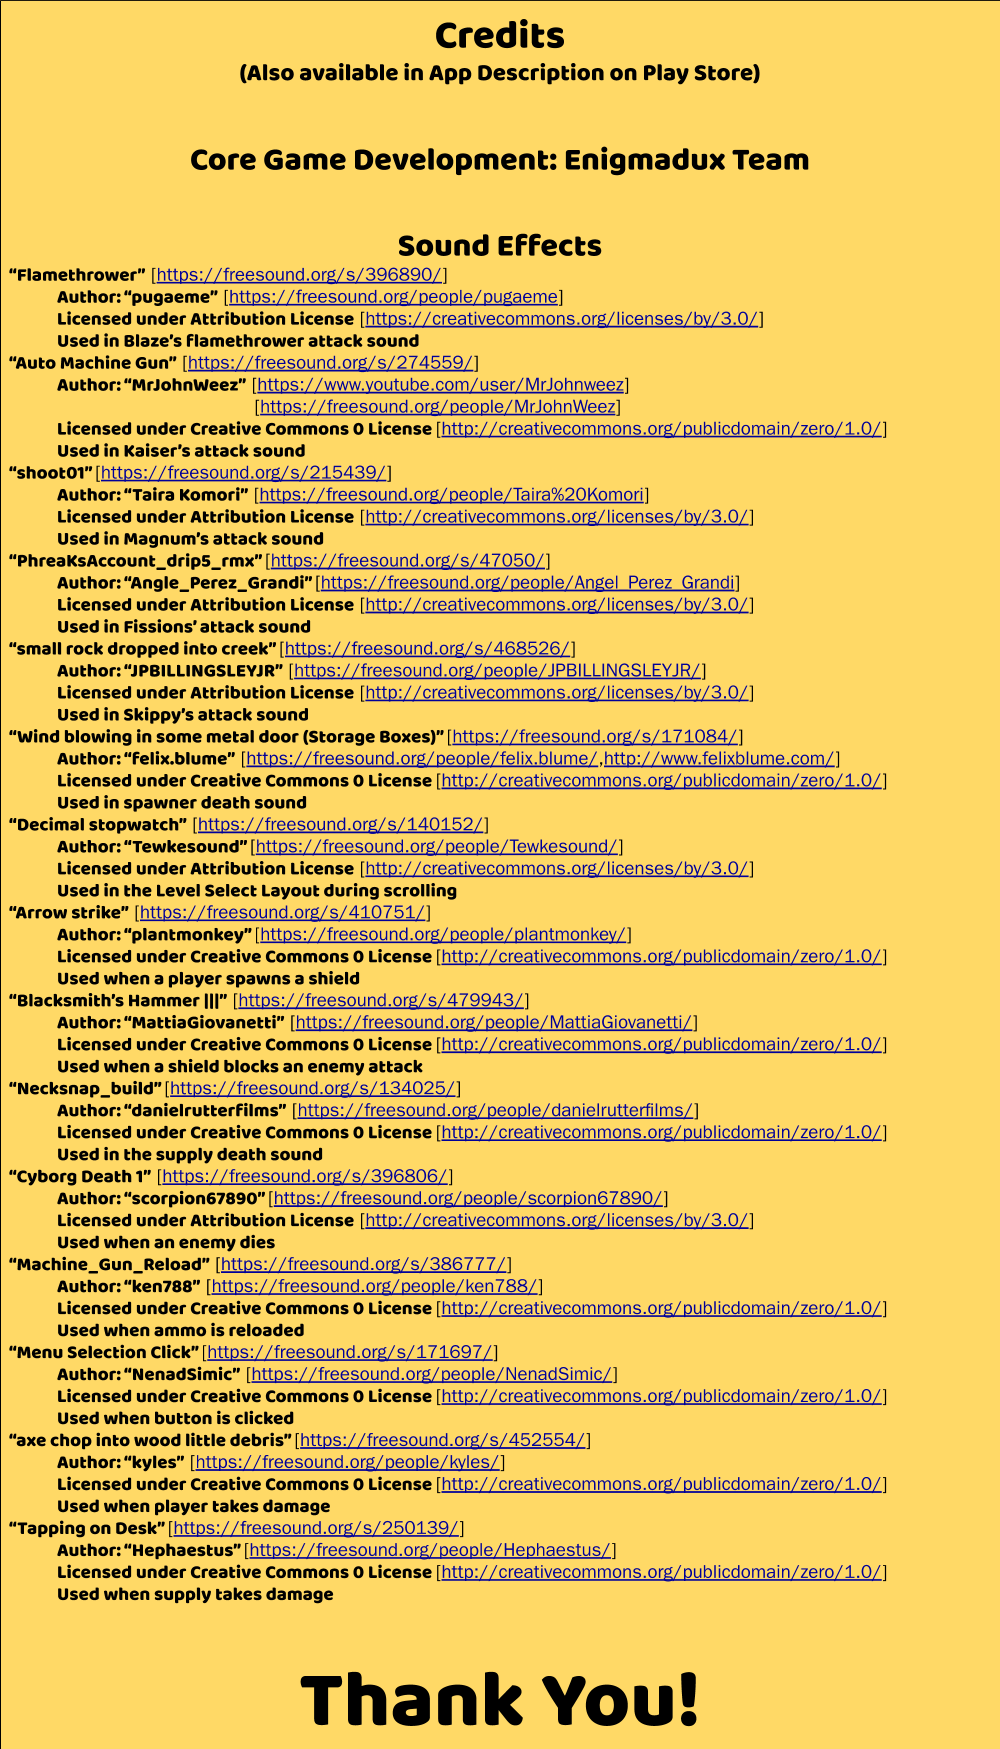 Credits
(Also available in App Description on Play Store)
Core Game Development: Enigmadux Team
Sound Effects
“Flamethrower” [https://freesound.org/s/396890/]
Author: “pugaeme” [https://freesound.org/people/pugaeme]
Licensed under Attribution License [https://creativecommons.org/licenses/by/3.0/]
Used in Blaze’s flamethrower attack sound
“Auto Machine Gun” [https://freesound.org/s/274559/]
Author: “MrJohnWeez” [https://www.youtube.com/user/MrJohnweez]
[https://freesound.org/people/MrJohnWeez]
Licensed under Creative Commons 0 License [http://creativecommons.org/publicdomain/zero/1.0/]
Used in Kaiser’s attack sound
“shoot01” [https://freesound.org/s/215439/]
Author: “Taira Komori” [https://freesound.org/people/Taira%20Komori]
Licensed under Attribution License [http://creativecommons.org/licenses/by/3.0/]
Used in Magnum’s attack sound
“PhreaKsAccount_drip5_rmx” [https://freesound.org/s/47050/]
Author: “Angle_Perez_Grandi” [https://freesound.org/people/Angel_Perez_Grandi]
Licensed under Attribution License [http://creativecommons.org/licenses/by/3.0/]
Used in Fissions’ attack sound
“small rock dropped into creek” [https://freesound.org/s/468526/]
Author: “JPBILLINGSLEYJR” [https://freesound.org/people/JPBILLINGSLEYJR/]
Licensed under Attribution License [http://creativecommons.org/licenses/by/3.0/]
Used in Skippy’s attack sound
“Wind blowing in some metal door (Storage Boxes)” [https://freesound.org/s/171084/]
Author: “felix.blume” [https://freesound.org/people/felix.blume/,http://www.felixblume.com/]
Licensed under Creative Commons 0 License [http://creativecommons.org/publicdomain/zero/1.0/]
Used in spawner death sound
“Decimal stopwatch” [https://freesound.org/s/140152/]
Author: “Tewkesound” [https://freesound.org/people/Tewkesound/]
Licensed under Attribution License [http://creativecommons.org/licenses/by/3.0/]
Used in the Level Select Layout during scrolling
“Arrow strike” [https://freesound.org/s/410751/]
Author: “plantmonkey” [https://freesound.org/people/plantmonkey/]
Licensed under Creative Commons 0 License [http://creativecommons.org/publicdomain/zero/1.0/]
Used when a player spawns a shield
“Blacksmith’s Hammer |||” [https://freesound.org/s/479943/]
Author: “MattiaGiovanetti” [https://freesound.org/people/MattiaGiovanetti/]
Licensed under Creative Commons 0 License [http://creativecommons.org/publicdomain/zero/1.0/]
Used when a shield blocks an enemy attack
“Necksnap_build” [https://freesound.org/s/134025/]
Author: “danielrutterfilms” [https://freesound.org/people/danielrutterfilms/]
Licensed under Creative Commons 0 License [http://creativecommons.org/publicdomain/zero/1.0/]
Used in the supply death sound
“Cyborg Death 1” [https://freesound.org/s/396806/]
Author: “scorpion67890” [https://freesound.org/people/scorpion67890/]
Licensed under Attribution License [http://creativecommons.org/licenses/by/3.0/]
Used when an enemy dies
“Machine_Gun_Reload” [https://freesound.org/s/386777/]
Author: “ken788” [https://freesound.org/people/ken788/]
Licensed under Creative Commons 0 License [http://creativecommons.org/publicdomain/zero/1.0/]
Used when ammo is reloaded
“Menu Selection Click” [https://freesound.org/s/171697/]
Author: “NenadSimic” [https://freesound.org/people/NenadSimic/]
Licensed under Creative Commons 0 License [http://creativecommons.org/publicdomain/zero/1.0/]
Used when button is clicked
“axe chop into wood little debris” [https://freesound.org/s/452554/]
Author: “kyles” [https://freesound.org/people/kyles/]
Licensed under Creative Commons 0 License [http://creativecommons.org/publicdomain/zero/1.0/]
Used when player takes damage
“Tapping on Desk” [https://freesound.org/s/250139/]
Author: “Hephaestus” [https://freesound.org/people/Hephaestus/]
Licensed under Creative Commons 0 License [http://creativecommons.org/publicdomain/zero/1.0/]
Used when supply takes damage
Thank You!